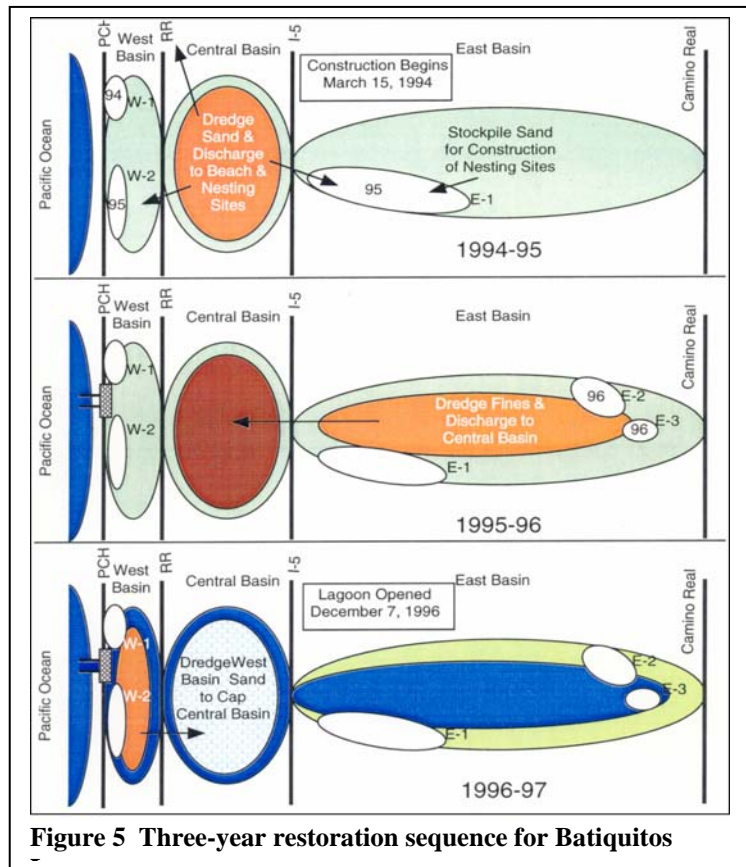 PCH
West
Basin
RR
Central Basin
I-5
East Basin
Camino Real
Construction Begins
March 15, 1994
Pacific Ocean
94
W-1
W-2
95
Dredge
Sand &
Discharge
to Beach &
Nesting
Sites
Stockpile Sand
for Construction
of Nesting Sites
95
E-1
1994-95
PCH
West
Basin
RR
Central Basin
I-5
East Basin
Camino Real
Pacific Ocean
W-1
W-2
Dredge Fines &
Discharge to
Central Basin
96
E-2
96
E-3
E-1
1995-96
PCH
West
Basin
RR
Central Basin
I-5
East Basin
Camino Real
Lagoon Opened
December 7, 1996
Pacific Ocean
W-1
W-2
DredgeWest
Basin Sand
to Cap
Central Basin
E-2
E-3
E-1
1996-97
Figure 5 Three-year restoration sequence for Batiquitos